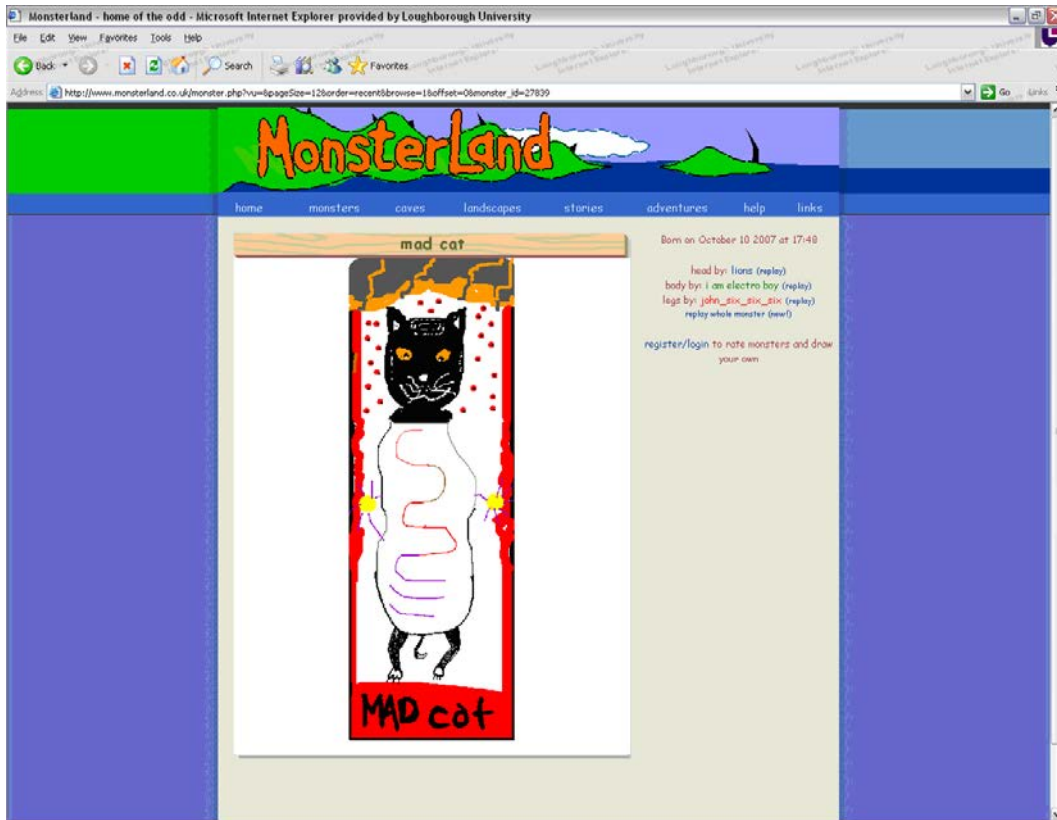 Monsterland - home of the odd - Microsoft Internet Explorer provided by Loughborough University
File Edit View Favorites Tools Help
Back Search Favorites
Address http://www.monsterland.co.uk/monster.php?vu=&pageSize=12&order=recent&browse=1&offset=0&monster_id=27839 Go Links
MonsterLand
home monsters caves landscapes stories adventures help links
mad cat
Born on October 10 2007 at 17:48
head by: lions (replay)
body by: i am electro boy (replay)
legs by: john_six_six_six (replay)
replay whole monster (new!)
register/login to rate monsters and draw
your own
MAD cat